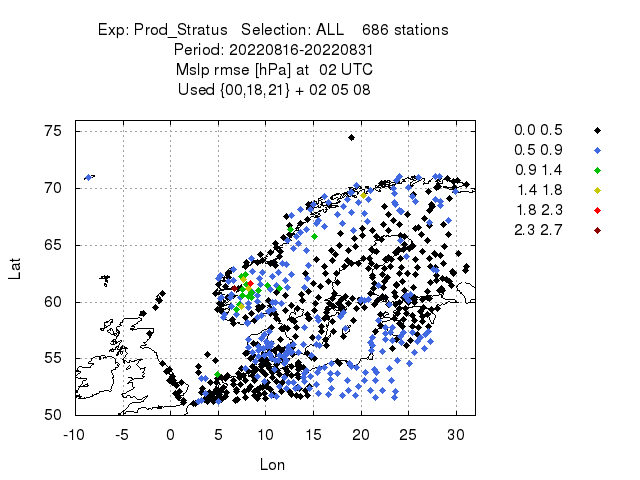 Exp: Prod_Stratus   Selection: ALL    686 stations
Period: 20220816-20220831
Mslp rmse [hPa] at  02 UTC
Used {00,18,21} + 02 05 08
0.0 0.5
0.5 0.9
0.9 1.4
1.4 1.8
1.8 2.3
2.3 2.7
75
70
65
60
55
50
Lat
-10 -5 0 5 10 15 20 25 30
Lon